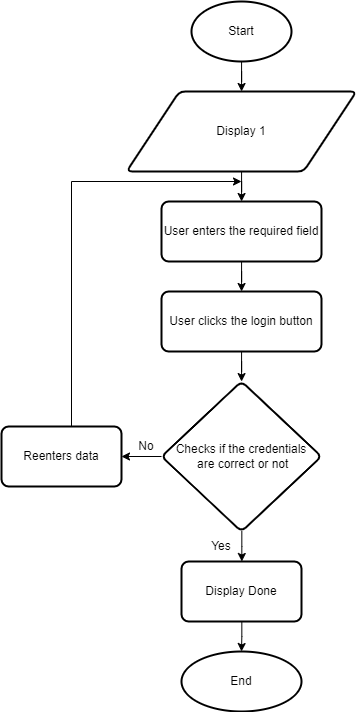 Start
Display 1
User enters the required field
User clicks the login button
Checks if the credentials
are correct or not
No
Reenters data
Yes
Display Done
End